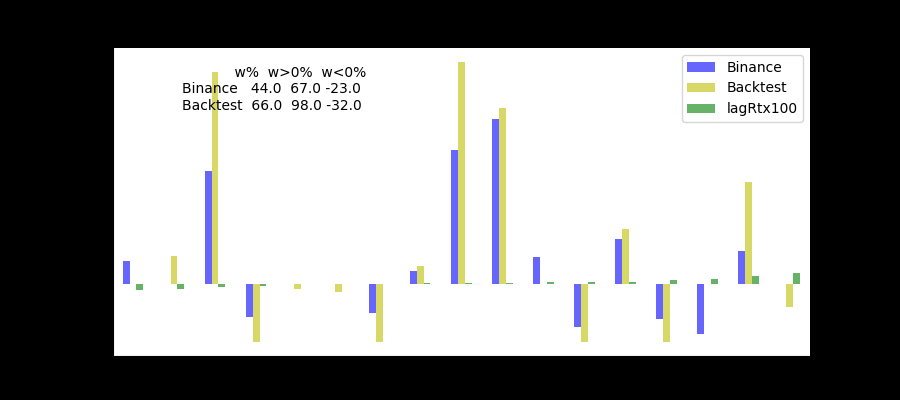 w% w>0% w<0%
Binance 44.0 67.0 -23.0
Backtest 66.0 98.0 -32.0
Binance
Backtest
lagRtx100